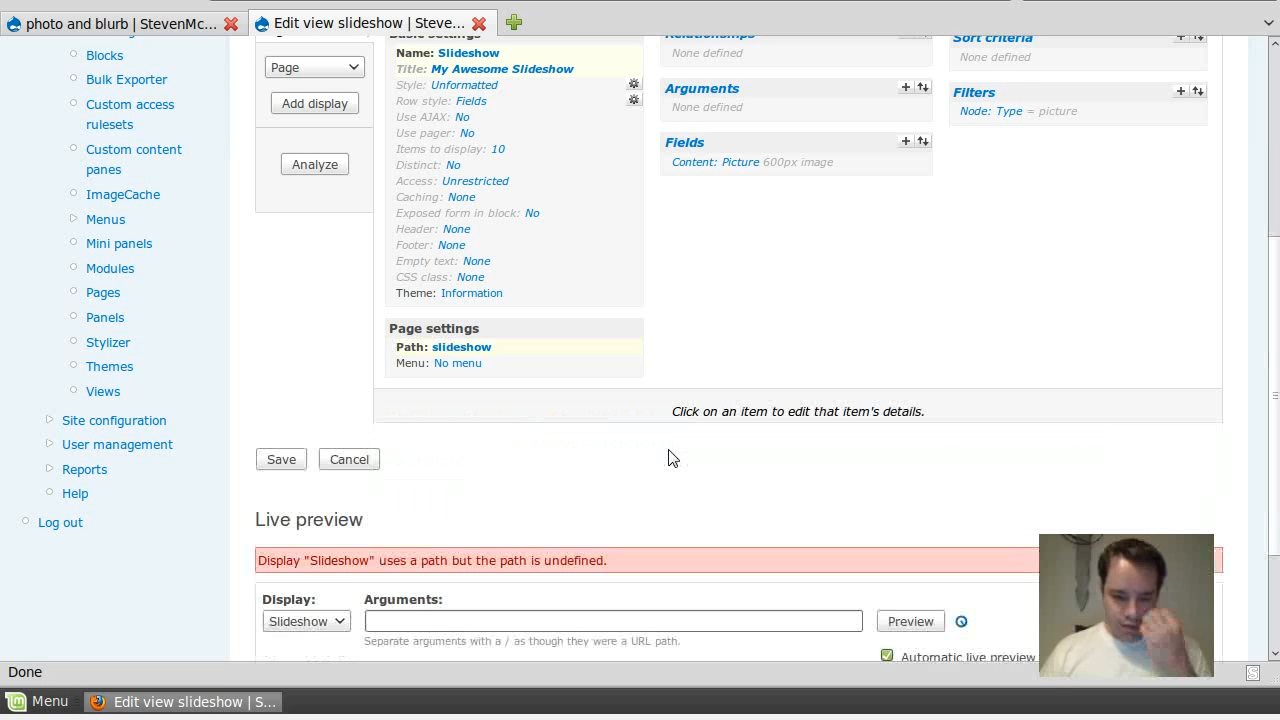 photo and blurb | StevenMc...
Edit view slideshow | Steve...
Blocks
Bulk Exporter
Custom access
rulesets
Custom content
panes
ImageCache
Menus
Mini panels
Modules
Pages
Panels
Stylizer
Themes
Views
Site configuration
User management
Reports
Help
Log out
Page
Add display
Analyze
Basic settings
Name: Slideshow
Title: My Awesome Slideshow
Style: Unformatted
Row style: Fields
Use AJAX: No
Use pager: No
Items to display: 10
Distinct: No
Access: Unrestricted
Caching: None
Exposed form in block: No
Header: None
Footer: None
Empty text: None
CSS class: None
Theme: Information
Page settings
Path: slideshow
Menu: No menu
Relationships
None defined
Arguments
None defined
Fields
Content: Picture 600px image
Sort criteria
None defined
Filters
Node: Type = picture
Click on an item to edit that item's details.
Save
Cancel
Live preview
Display "Slideshow" uses a path but the path is undefined.
Display:
Arguments:
Slideshow
Preview
Separate arguments with a / as though they were a URL path.
Automatic live preview
Done
Menu
Edit view slideshow | S...